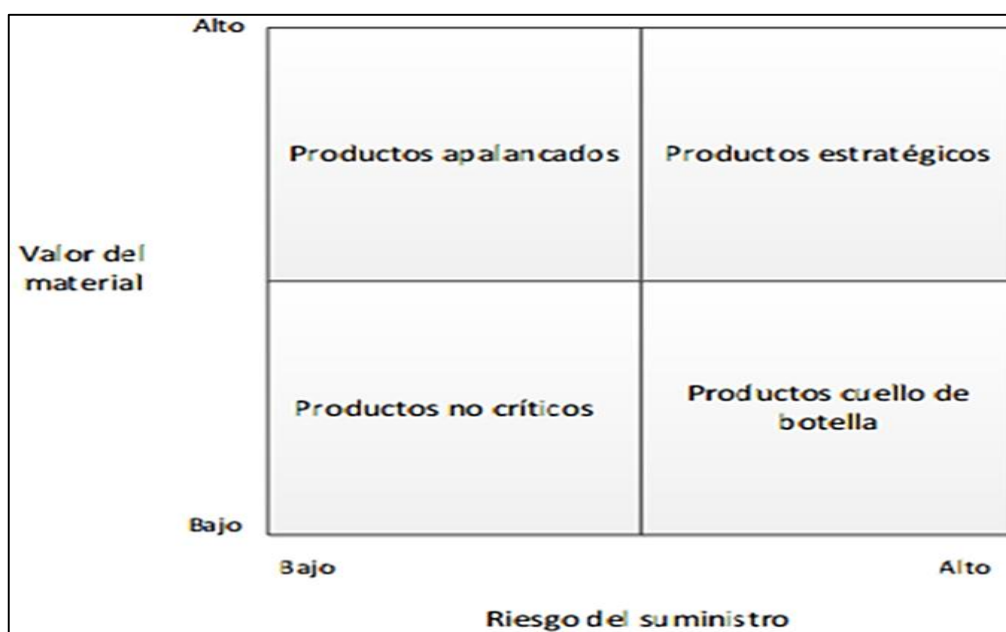 Alto
Productos apalancados
Productos estratégicos
Valor del
material
Productos no críticos
Productos cuello de
botella
Bajo
Bajo
Alto
Riesgo del suministro